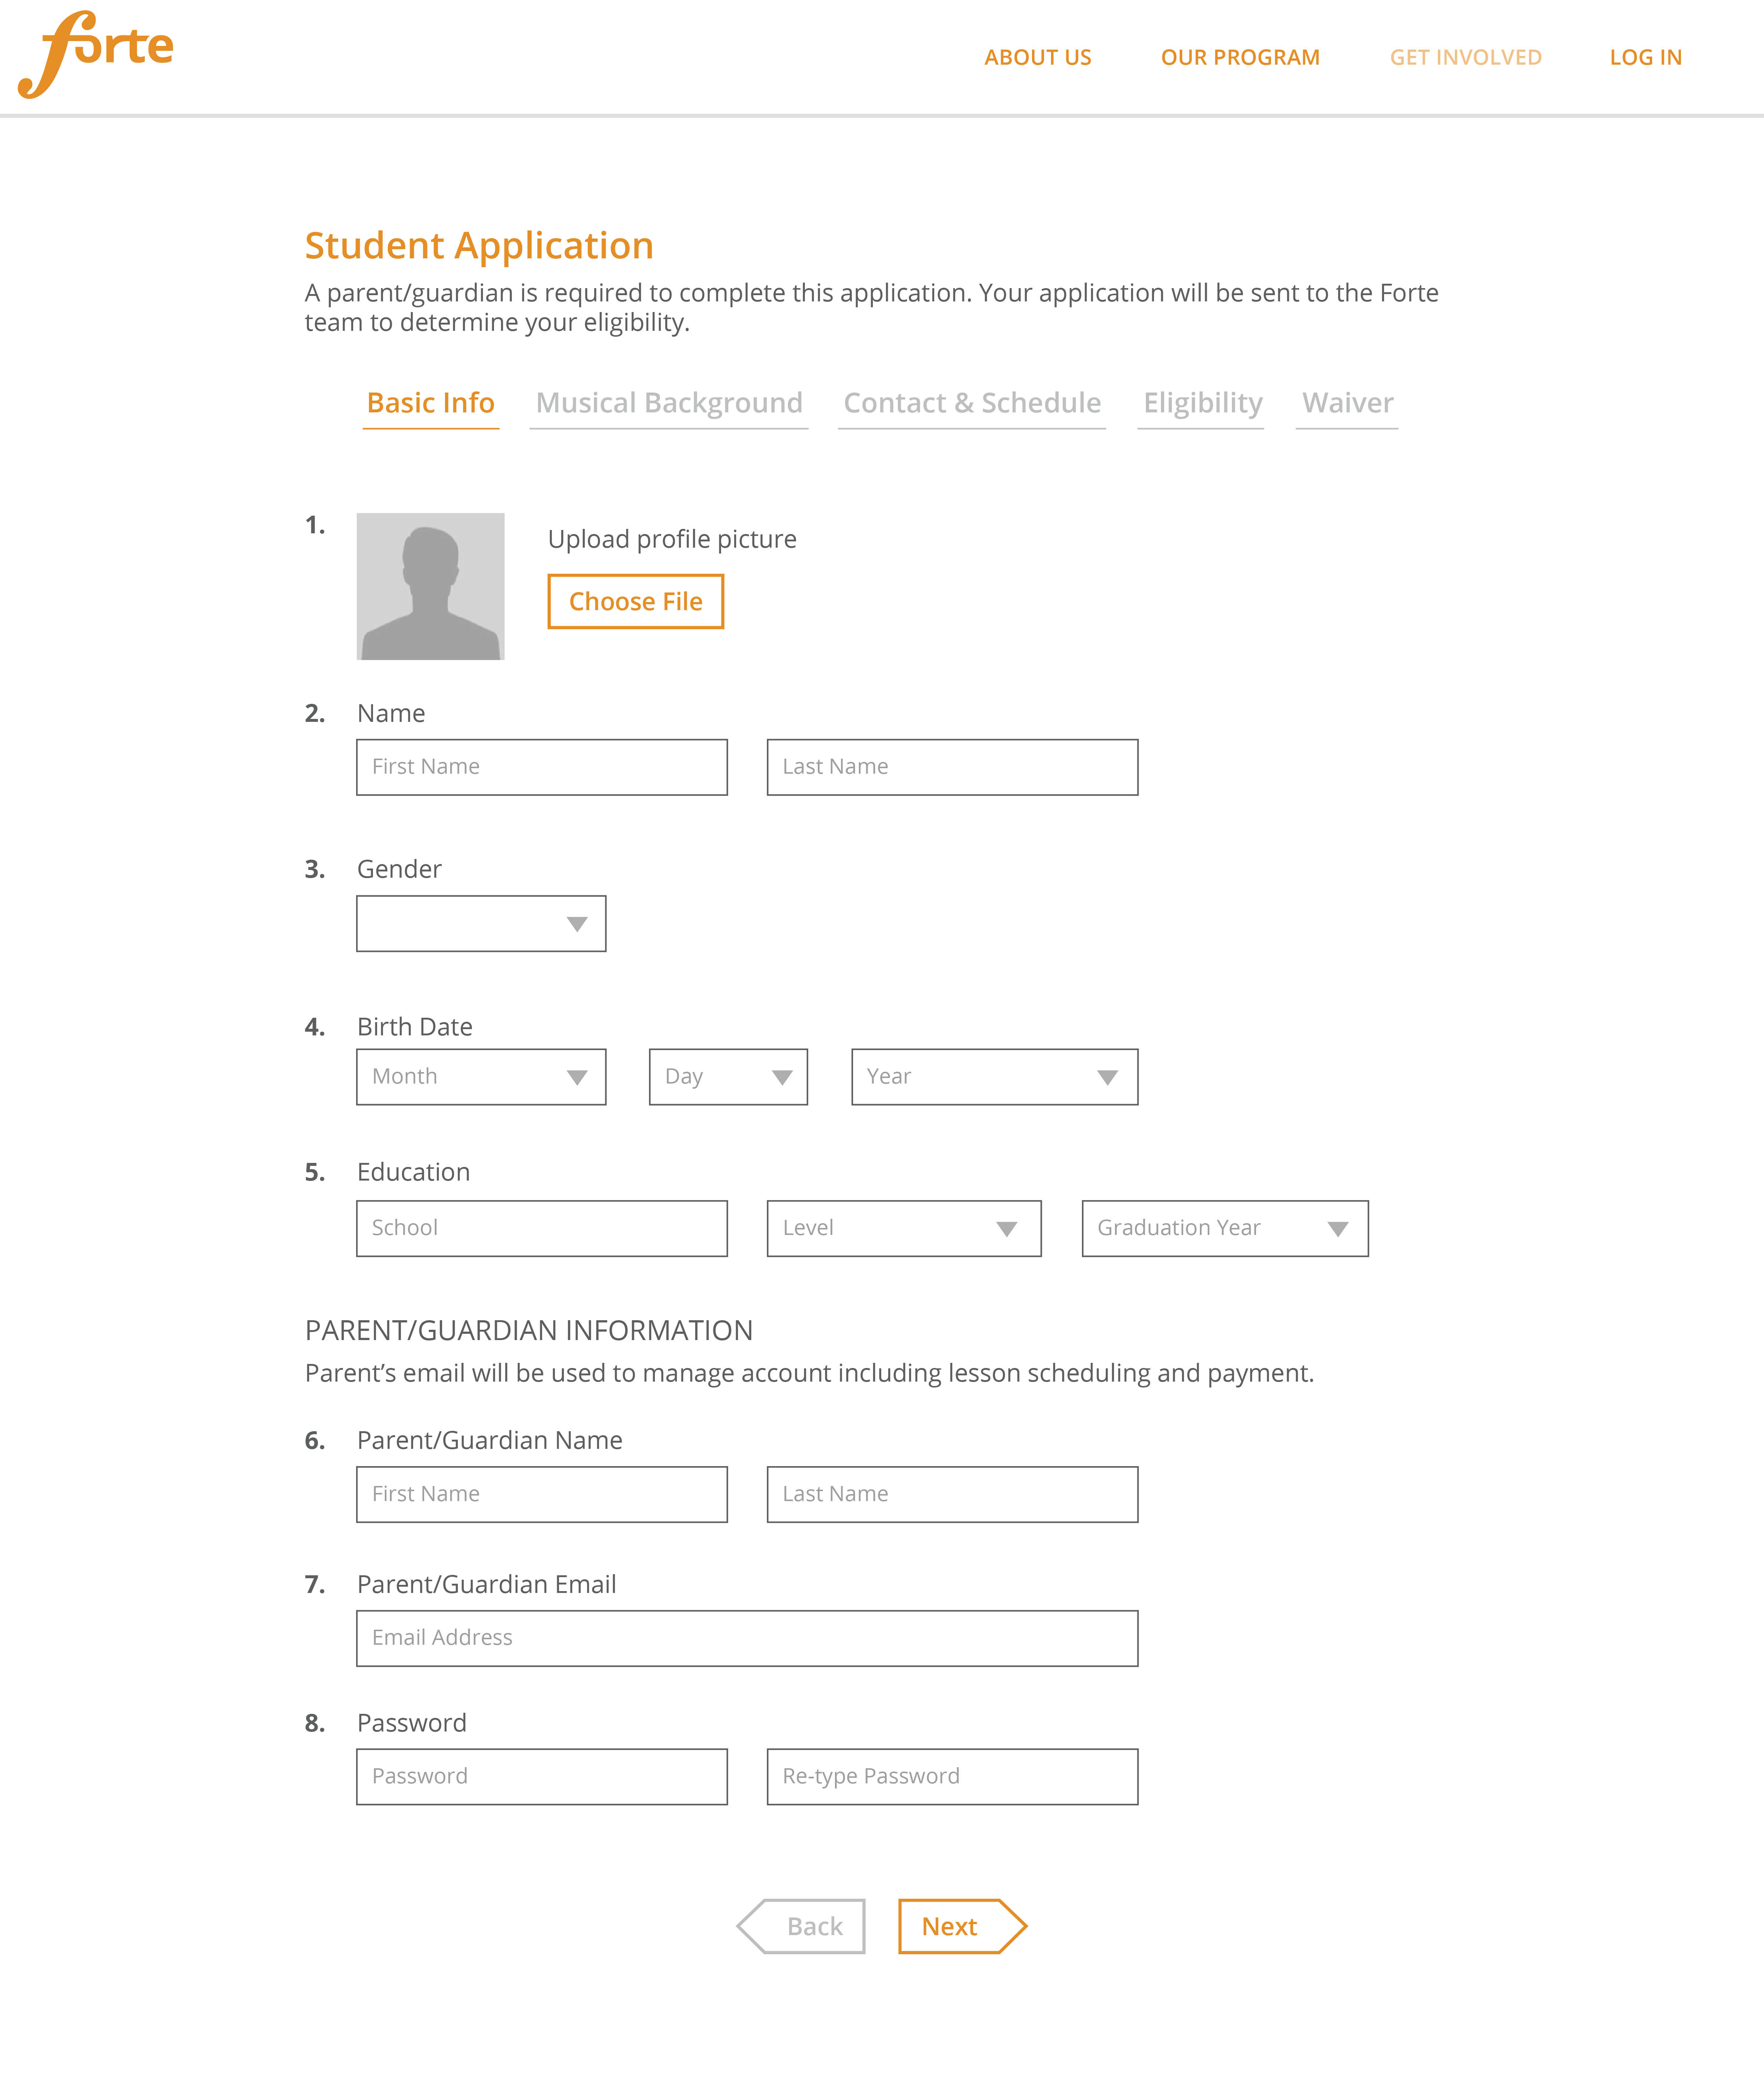 forte
ABOUT US OUR PROGRAM GET INVOLVED LOG IN
Student Application
A parent/guardian is required to complete this application. Your application will be sent to the Forte
team to determine your eligibility.
Basic Info Musical Background Contact & Schedule Eligibility Waiver
1.
Upload profile picture
Choose File
2. Name
First Name Last Name
3. Gender
4. Birth Date
Month Day Year
5. Education
School Level Graduation Year
PARENT/GUARDIAN INFORMATION
Parent’s email will be used to manage account including lesson scheduling and payment.
6. Parent/Guardian Name
First Name Last Name
7. Parent/Guardian Email
Email Address
8. Password
Password Re-type Password
Back Next